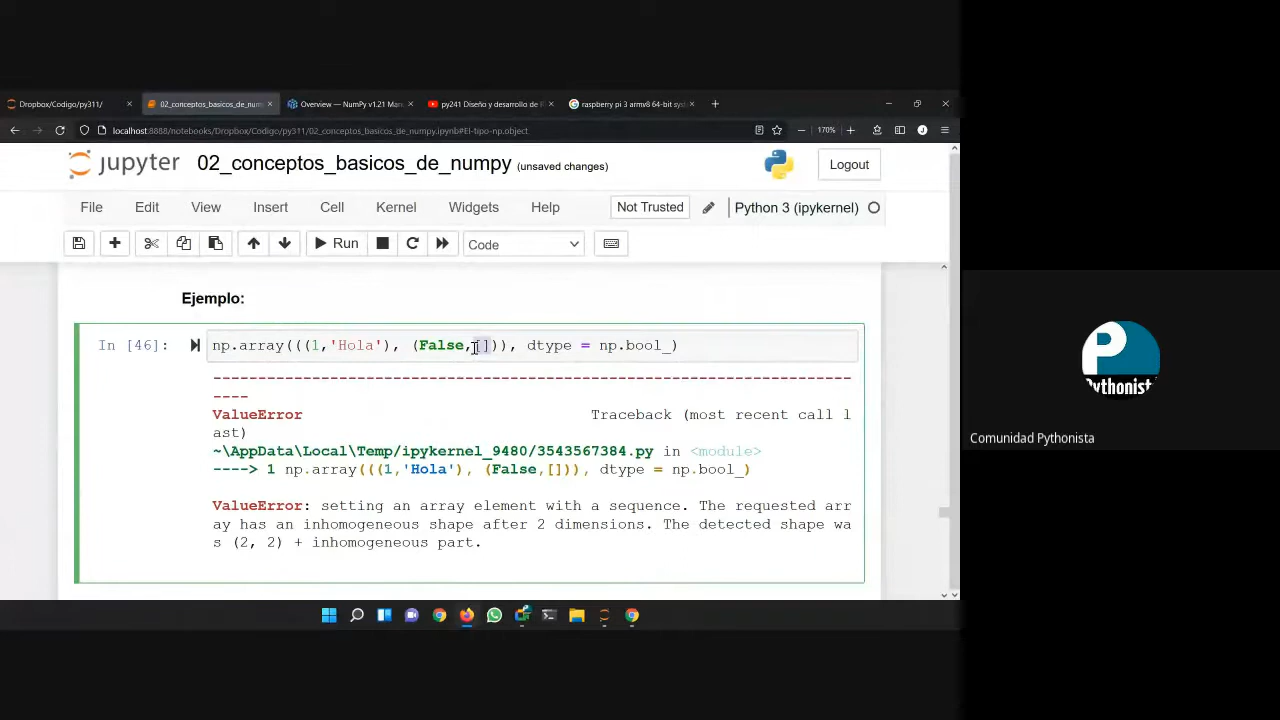 Dropbox/Codigo/py311/
02_conceptos_basicos_de_num
Overview — NumPy v1.21 Man
py241 Diseño y desarrollo de
raspberry pi 3 armv8 64-bit sys
localhost:8888/notebooks/Dropbox/Codigo/py311/02_conceptos_basicos_de_numpy.ipynb#El-tipo-np.object
170%
J
jupyter 02_conceptos_basicos_de_numpy (unsaved changes)
Logout
File Edit View Insert Cell Kernel Widgets Help
Not Trusted
Python 3 (ipykernel)
Run
Code
Ejemplo:
In [46]: np.array(((1,'Hola'), (False,[])), dtype = np.bool_)
---------------------------------------------------------------------------
ValueError Traceback (most recent call l
ast)
~\AppData\Local\Temp/ipykernel_9480/3543567384.py in <module>
----> 1 np.array(((1,'Hola'), (False,[])), dtype = np.bool_)
ValueError: setting an array element with a sequence. The requested arr
ay has an inhomogeneous shape after 2 dimensions. The detected shape wa
s (2, 2) + inhomogeneous part.
Pythonist
Comunidad Pythonista